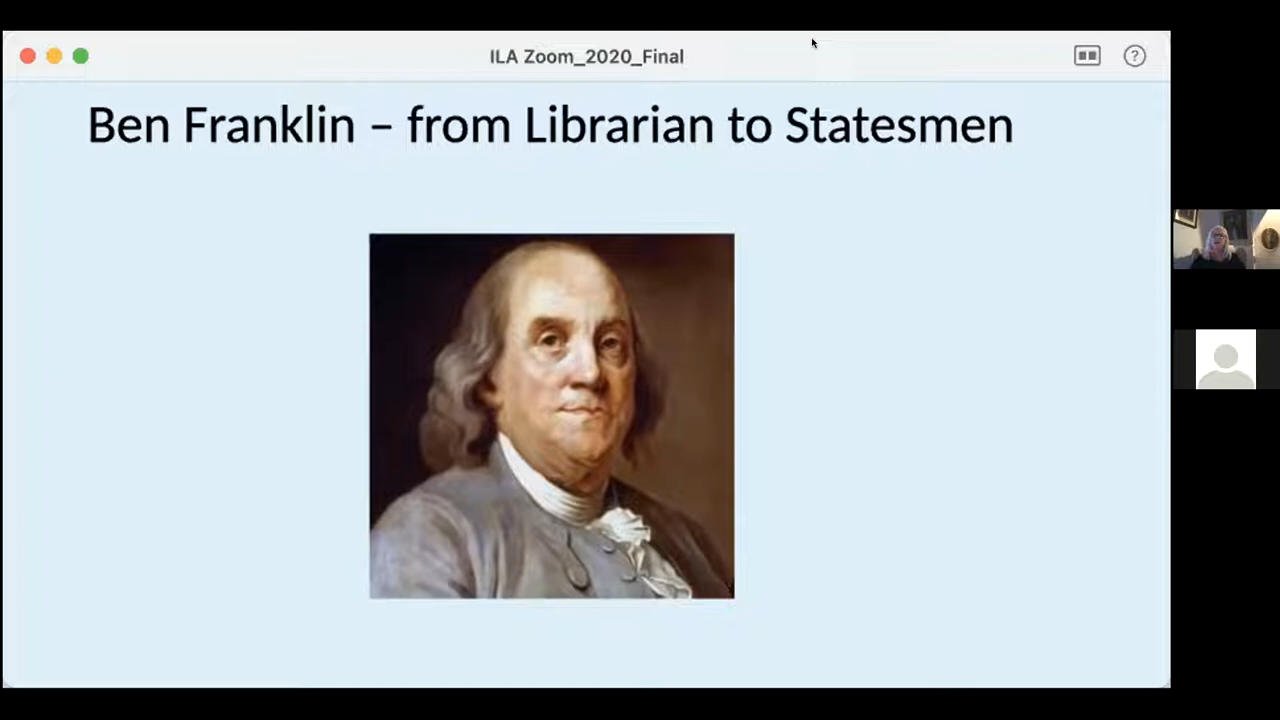 ILA Zoom_2020_Final
?
Ben Franklin – from Librarian to Statesmen